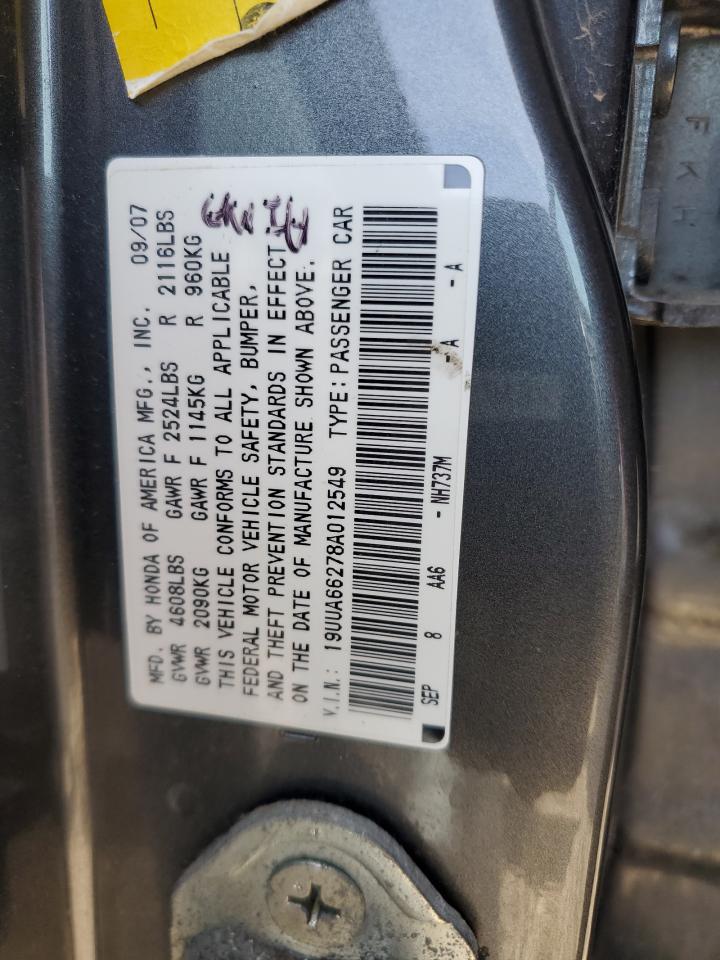 MFD. BY HONDA OF AMERICA MFG., INC. 09/07
GVWR 4608LBS GAWR F 2524LBS R 2116LBS
GVWR 2090KG GAWR F 1145KG R 960KG
THIS VEHICLE CONFORMS TO ALL APPLICABLE
FEDERAL MOTOR VEHICLE SAFETY, BUMPER,
AND THEFT PREVENTION STANDARDS IN EFFECT
ON THE DATE OF MANUFACTURE SHOWN ABOVE.
V.I.N.: 19UUA66278A012549 TYPE: PASSENGER CAR
SEP 8 AA6 - NH737M -A -A
F K H